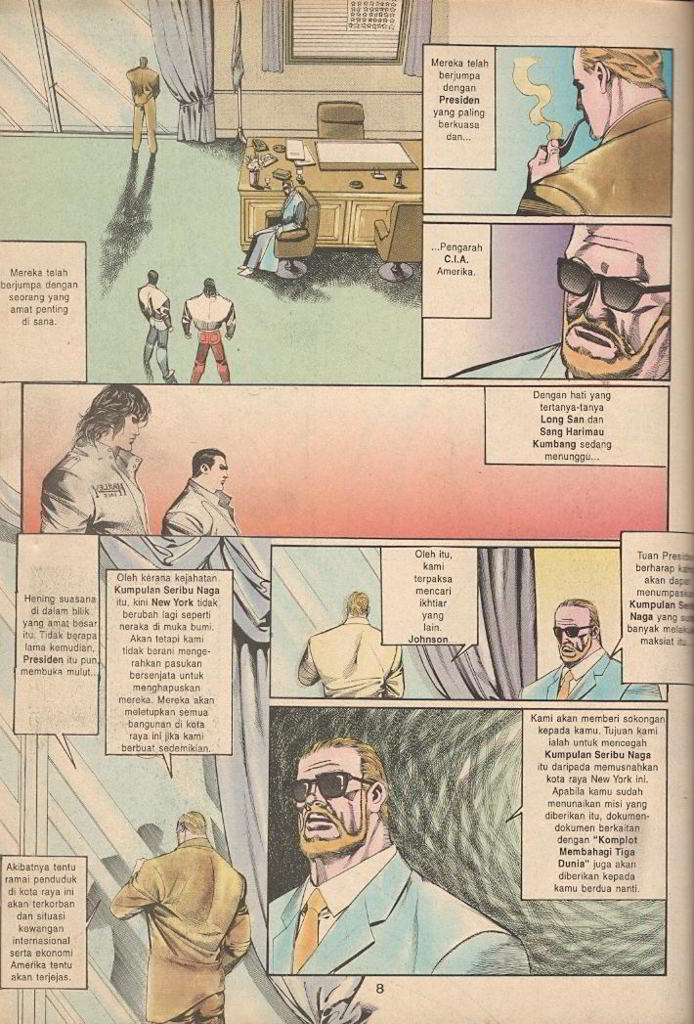 Mereka telah
berjumpa dengan
seorang yang
amat penting
di sana.
Mereka telah
berjumpa
dengan
Presiden
yang paling
berkuasa
dan...
...Pengarah
C.I.A.
Amerika.
Dengan hati yang
tertanya-tanya
Long San dan
Sang Harimau
Kumbang sedang
menunggu...
HARLEY
Hening suasana
di dalam bilik
yang amat besar
itu. Tidak berapa
lama kemudian,
Presiden itu pun
membuka mulut...
Oleh kerana kejahatan
Kumpulan Seribu Naga
itu, kini New York tidak
berubah lagi seperti
neraka di muka bumi.
Akan tetapi kami
tidak berani menge-
rahkan pasukan
bersenjata untuk
menghapuskan
mereka. Mereka akan
meletupkan semua
bangunan di kota
raya ini jika kami
berbuat sedemikian.
Akibatnya tentu
ramai penduduk
di kota raya ini
akan terkorban
dan situasi
kewangan
internasional
serta ekonomi
Amerika tentu
akan terjejas.
Oleh itu,
kami
terpaksa
mencari
ikhtiar
yang
lain.
Johnson
Tuan
berharap
akan
menumpas
Kumpulan
Naga yang
banyak
maksiat
Kami akan memberi sokongan
kepada kamu. Tujuan kami
ialah untuk mencegah
Kumpulan Seribu Naga
itu daripada memusnahkan
kota raya New York ini.
Apabila kamu sudah
menunaikan misi yang
diberikan itu, dokumen-
dokumen berkaitan
dengan "Komplot
Membahagi Tiga
Dunia" juga akan
diberikan kepada
kamu berdua nanti.
8